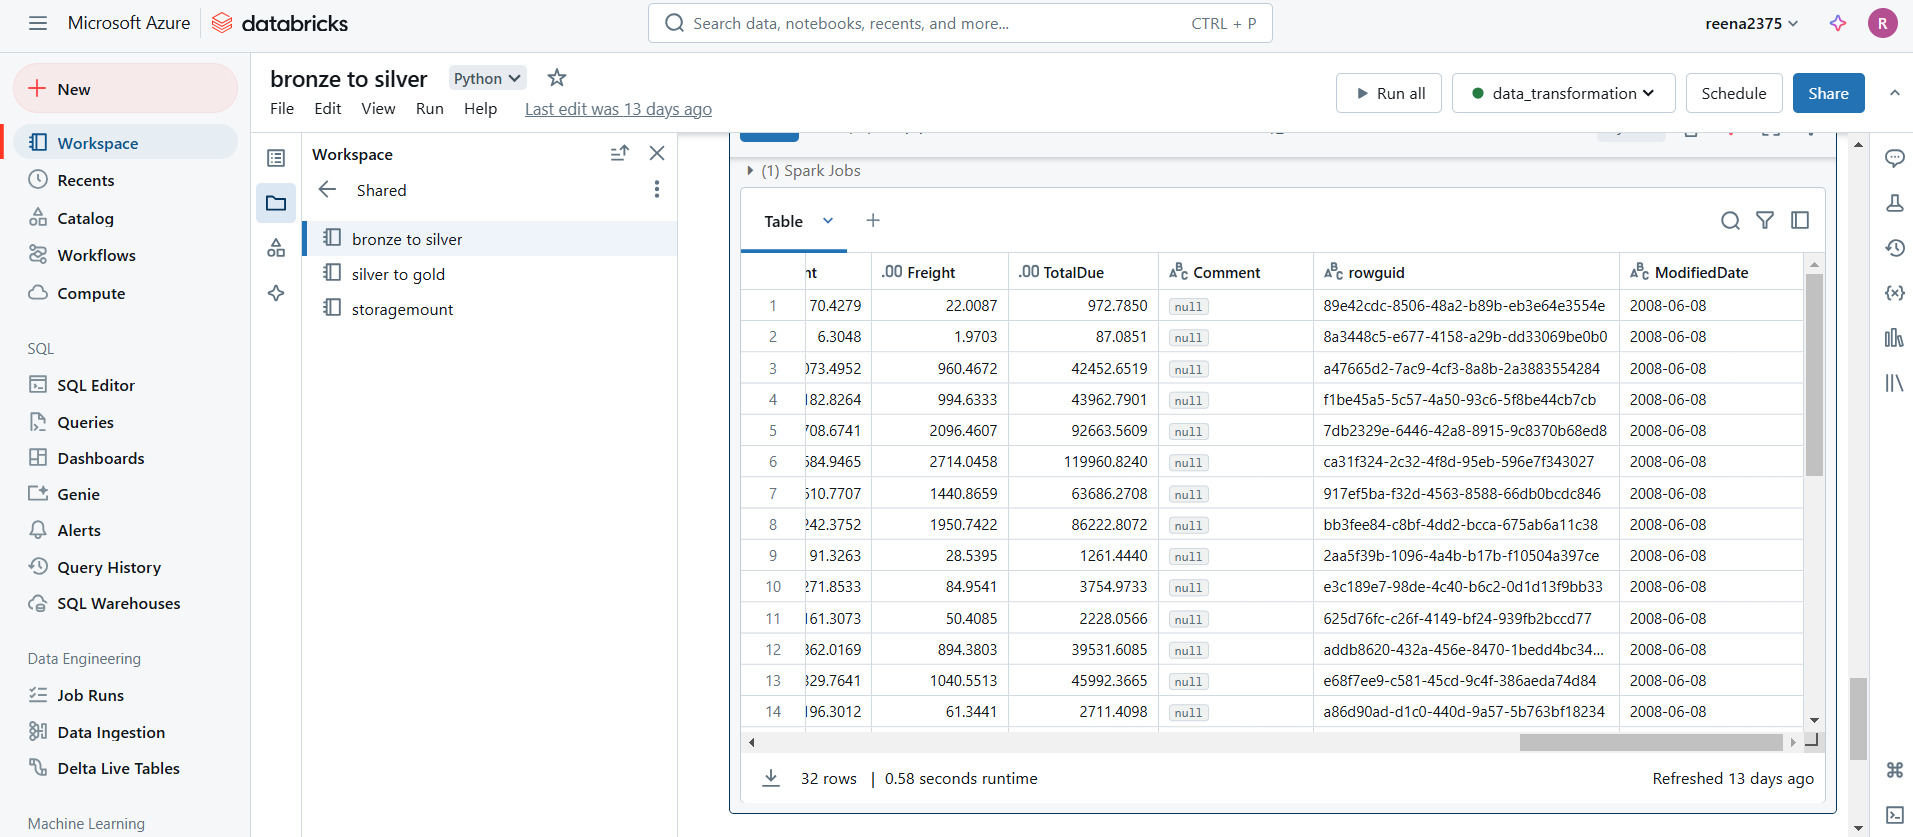 Microsoft Azure databricks Search data, notebooks, recents, and more... CTRL + P reena2375 R
New
Workspace
Recents
Catalog
Workflows
Compute
SQL
SQL Editor
Queries
Dashboards
Genie
Alerts
Query History
SQL Warehouses
Data Engineering
Job Runs
Data Ingestion
Delta Live Tables
Machine Learning
bronze to silver Python
File Edit View Run Help Last edit was 13 days ago
Run all data_transformation Schedule Share
Workspace
Shared
bronze to silver
silver to gold
storagemount
(1) Spark Jobs
Table
nt .00 Freight .00 TotalDue ABC Comment ABC rowguid ABC ModifiedDate
1 70.4279 22.0087 972.7850 null 89e42cdc-8506-48a2-b89b-eb3e64e3554e 2008-06-08
2 6.3048 1.9703 87.0851 null 8a3448c5-e677-4158-a29b-dd33069be0b0 2008-06-08
3 073.4952 960.4672 42452.6519 null a47665d2-7ac9-4cf3-8a8b-2a3883554284 2008-06-08
4 182.8264 994.6333 43962.7901 null f1be45a5-5c57-4a50-93c6-5f8be44cb7cb 2008-06-08
5 708.6741 2096.4607 92663.5609 null 7db2329e-6446-42a8-8915-9c8370b68ed8 2008-06-08
6 684.9465 2714.0458 119960.8240 null ca31f324-2c32-4f8d-95eb-596e7f343027 2008-06-08
7 510.7707 1440.8659 63686.2708 null 917ef5ba-f32d-4563-8588-66db0bcdc846 2008-06-08
8 242.3752 1950.7422 86222.8072 null bb3fee84-c8bf-4dd2-bcca-675ab6a11c38 2008-06-08
9 91.3263 28.5395 1261.4440 null 2aa5f39b-1096-4a4b-b17b-f10504a397ce 2008-06-08
10 271.8533 84.9541 3754.9733 null e3c189e7-98de-4c40-b6c2-0d1d13f9bb33 2008-06-08
11 161.3073 50.4085 2228.0566 null 625d76fc-c26f-4149-bf24-939fb2bccd77 2008-06-08
12 862.0169 894.3803 39531.6085 null addb8620-432a-456e-8470-1bedd4bc34... 2008-06-08
13 329.7641 1040.5513 45992.3665 null e68f7ee9-c581-45cd-9c4f-386aeda74d84 2008-06-08
14 196.3012 61.3441 2711.4098 null a86d90ad-d1c0-440d-9a57-5b763bf18234 2008-06-08
32 rows | 0.58 seconds runtime Refreshed 13 days ago